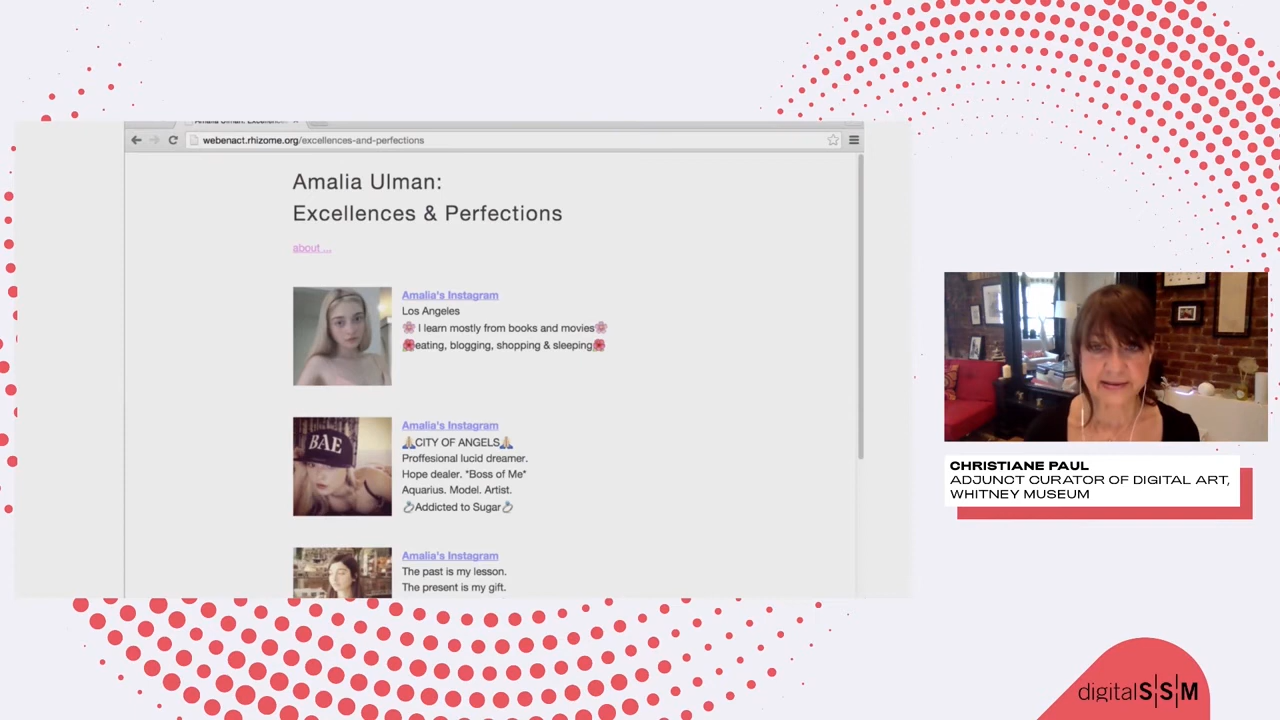 Amalia Ulman: Excellenc
webenact.rhizome.org/excellences-and-perfections
Amalia Ulman:
Excellences & Perfections
about ...
Amalia's Instagram
Los Angeles
🌸 I learn mostly from books and movies🌸
🌺eating, blogging, shopping & sleeping🌺
BAE
Amalia's Instagram
🙏CITY OF ANGELS🙏
Proffesional lucid dreamer.
Hope dealer. *Boss of Me*
Aquarius. Model. Artist.
💍Addicted to Sugar💍
Amalia's Instagram
The past is my lesson.
The present is my gift.
CHRISTIANE PAUL
ADJUNCT CURATOR OF DIGITAL ART,
WHITNEY MUSEUM
digitalS|S|M